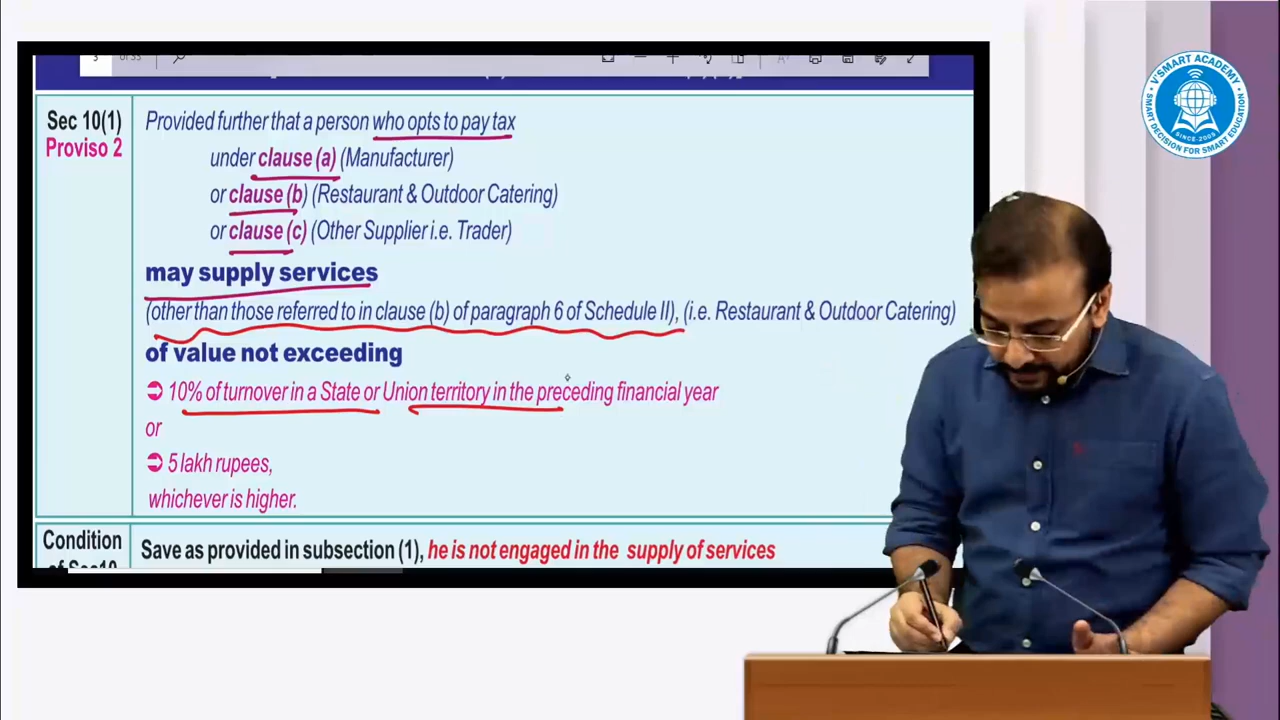 3 of 33
Sec 10(1)
Proviso 2
Provided further that a person who opts to pay tax
under clause (a) (Manufacturer)
or clause (b) (Restaurant & Outdoor Catering)
or clause (c) (Other Supplier i.e. Trader)
may supply services
(other than those referred to in clause (b) of paragraph 6 of Schedule II), (i.e. Restaurant & Outdoor Catering)
of value not exceeding
➲ 10% of turnover in a State or Union territory in the preceding financial year
or
➲ 5 lakh rupees,
whichever is higher.
Condition
of Sec10
Save as provided in subsection (1), he is not engaged in the supply of services
V'SMART ACADEMY
SINCE-2005
SMART DECISION FOR SMART EDUCATION